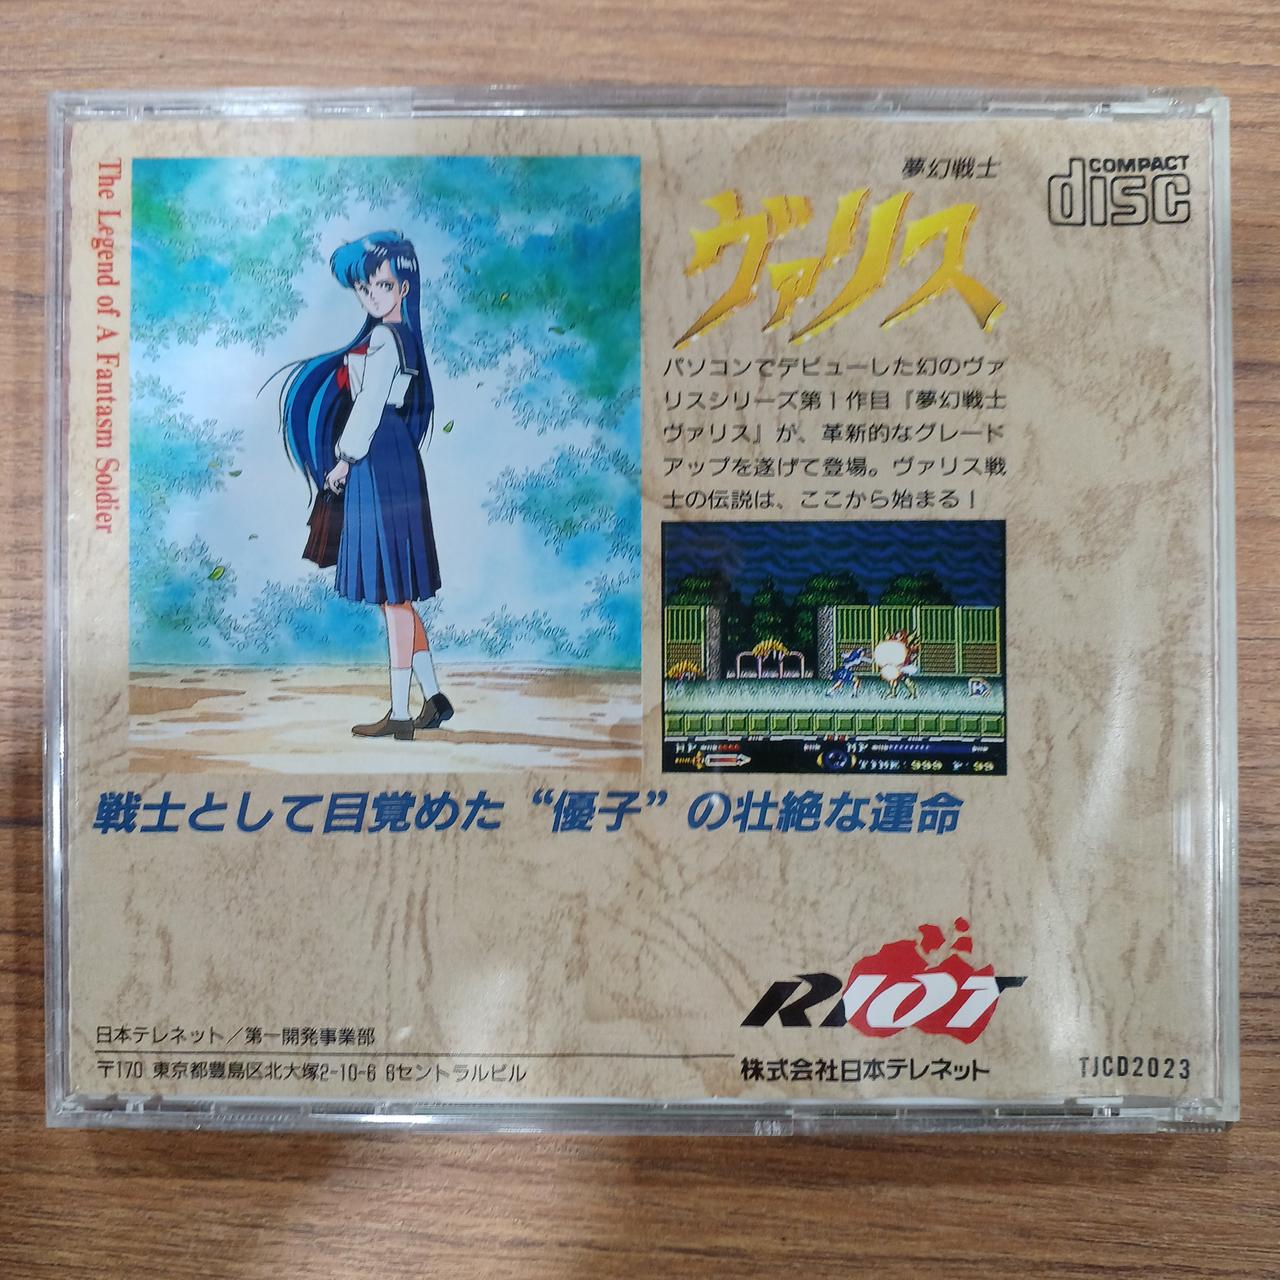 The Legend of A Fantasm Soldier
夢幻戦士
ヴァリス
COMPACT
disc
パソコンでデビューした幻のヴァ
リスシリーズ第1作目『夢幻戦士
ヴァリス』が、革新的なグレード
アップを遂げて登場。ヴァリス戦
士の伝説は、ここから始まる!
戦士として目覚めた“優子”の壮絶な運命
RIOT
日本テレネット/第一開発事業部
〒170 東京都豊島区北大塚2-10-6 6セントラルビル
株式会社日本テレネット
TJCD2023